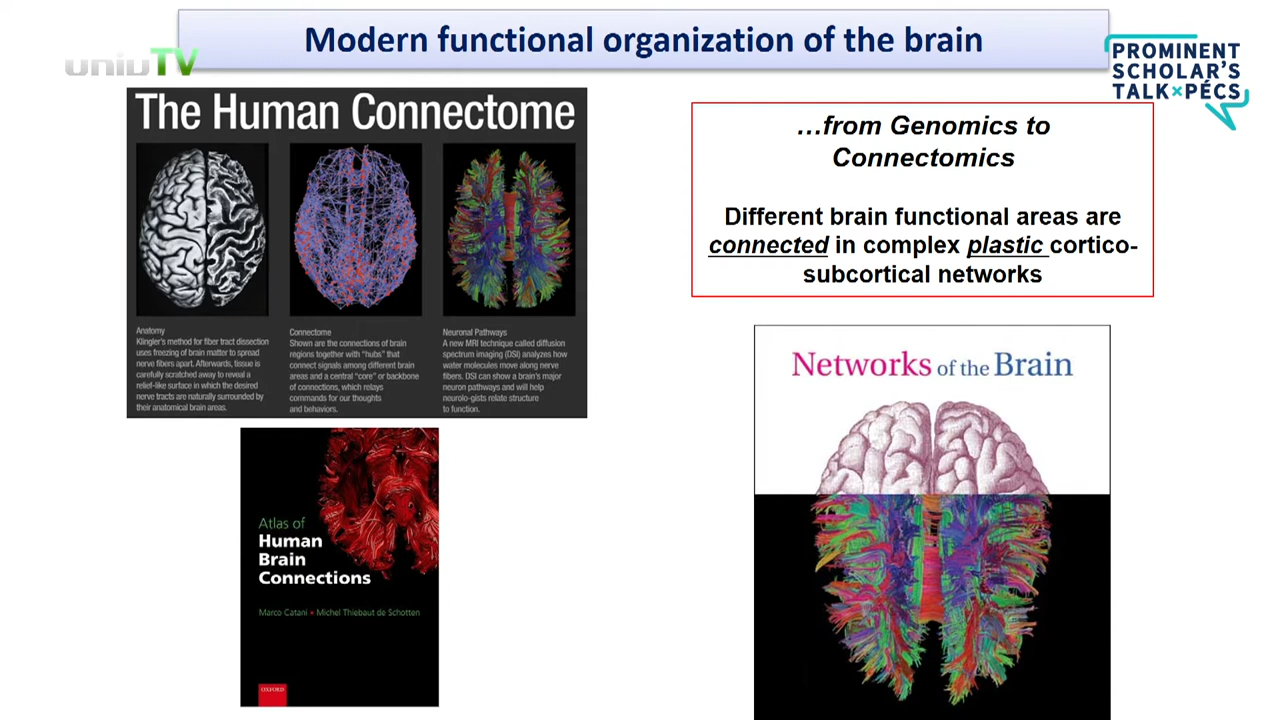 Modern functional organization of the brain
uniuTV
PROMINENT
SCHOLAR'S
TALK×PÉCS
The Human Connectome
Anatomy
Klingler's method for fiber tract dissection
uses freezing of brain matter to spread
nerve fibers apart. Afterwards, tissue is
carefully scratched away to reveal a
relief-like surface in which the desired
nerve tracts are naturally surrounded by
their anatomical brain areas.
Connectome
Shown are the connections of brain
regions together with "hubs" that
connect signals among different brain
areas and a central "core" or backbone
of connections, which relays
commands for our thoughts
and behaviors.
Neuronal Pathways
A new MRI technique called diffusion
spectrum imaging (DSI) analyzes how
water molecules move along nerve
fibers. DSI can show a brain's major
neuron pathways and will help
neurolo-gists relate structure
to function.
…from Genomics to
Connectomics
Different brain functional areas are
connected in complex plastic cortico-
subcortical networks
Atlas of
Human
Brain
Connections
Marco Catani • Michel Thiebaut de Schotten
OXFORD
Networks of the Brain